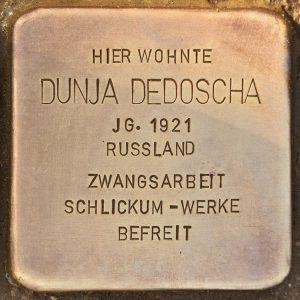 HIER WOHNTE
DUNJA DEDOSCHA
JG. 1921
RUSSLAND
ZWANGSARBEIT
SCHLICKUM-WERKE
BEFREIT